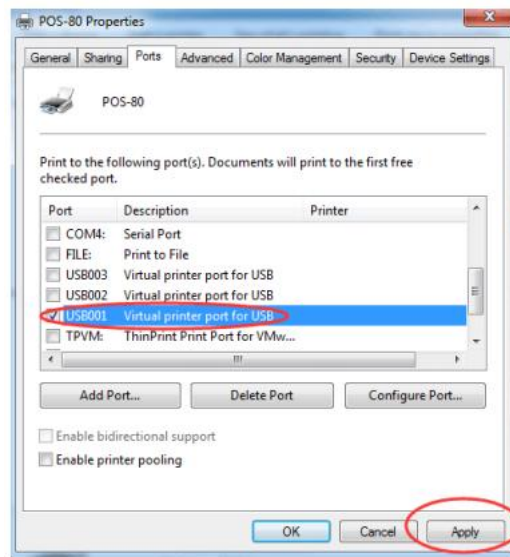 POS-80 Properties
General Sharing Ports Advanced Color Management Security Device Settings
POS-80
Print to the following port(s). Documents will print to the first free
checked port.
Port Description Printer
COM4: Serial Port
FILE: Print to File
USB003 Virtual printer port for USB
USB002 Virtual printer port for USB
USB001 Virtual printer port for USB
TPVM: ThinPrint Print Port for VMw...
Add Port... Delete Port Configure Port...
Enable bidirectional support
Enable printer pooling
OK Cancel Apply